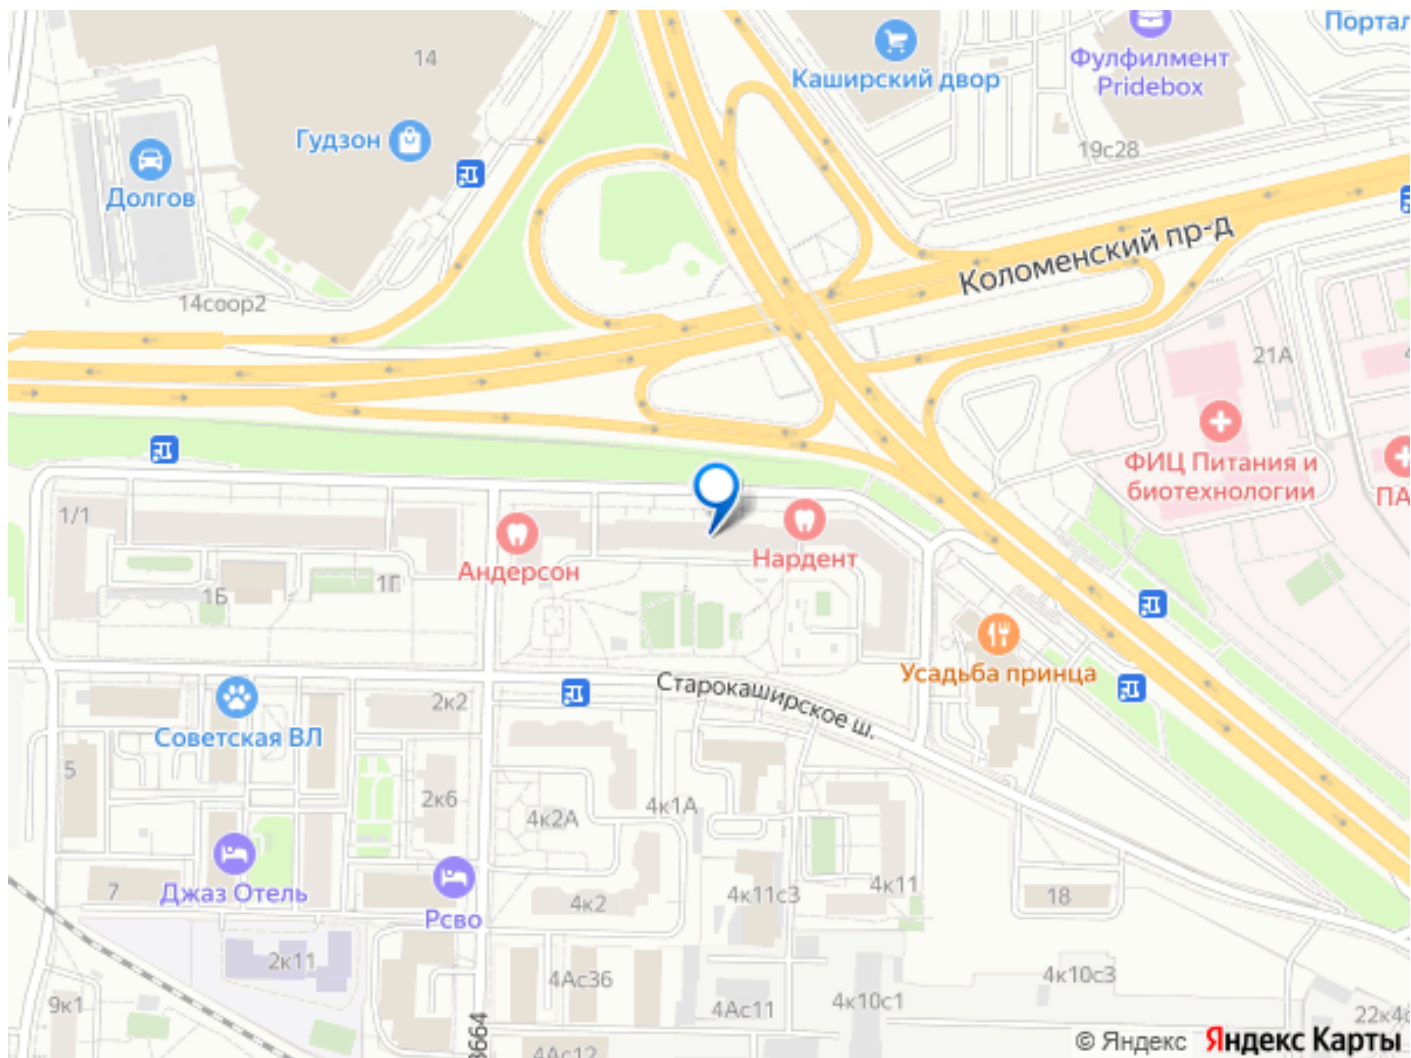 Портал
Каширский двор
Фулфилмент
Pridebox
14
Гудзон
Долгов
19с28
14соор2
Коломенский пр-д
21А
ФИЦ Питания и
биотехнологии
ПА
1/1
Андерсон
Нардент
1Б
1Г
Усадьба принца
Старокаширское ш.
2к2
Советская ВЛ
5
2к6
4к2А
4к1А
7
Джаз Отель
Рсво
4к2
4к11с3
4к11
18
2к11
4Ас36
4Ас11
4к10с1
4к10с3
9к1
4Ас12
© Яндекс Яндекс Карты